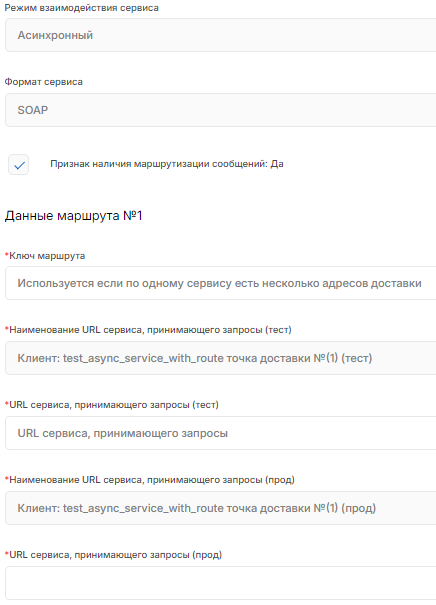 Режим взаимодействия сервиса
Асинхронный
Формат сервиса
SOAP
Признак наличия маршрутизации сообщений: Да
Данные маршрута №1
*Ключ маршрута
Используется если по одному сервису есть несколько адресов доставки
*Наименование URL сервиса, принимающего запросы (тест)
Клиент: test_async_service_with_route точка доставки №(1) (тест)
*URL сервиса, принимающего запросы (тест)
URL сервиса, принимающего запросы
*Наименование URL сервиса, принимающего запросы (прод)
Клиент: test_async_service_with_route точка доставки №(1) (прод)
*URL сервиса, принимающего запросы (прод)